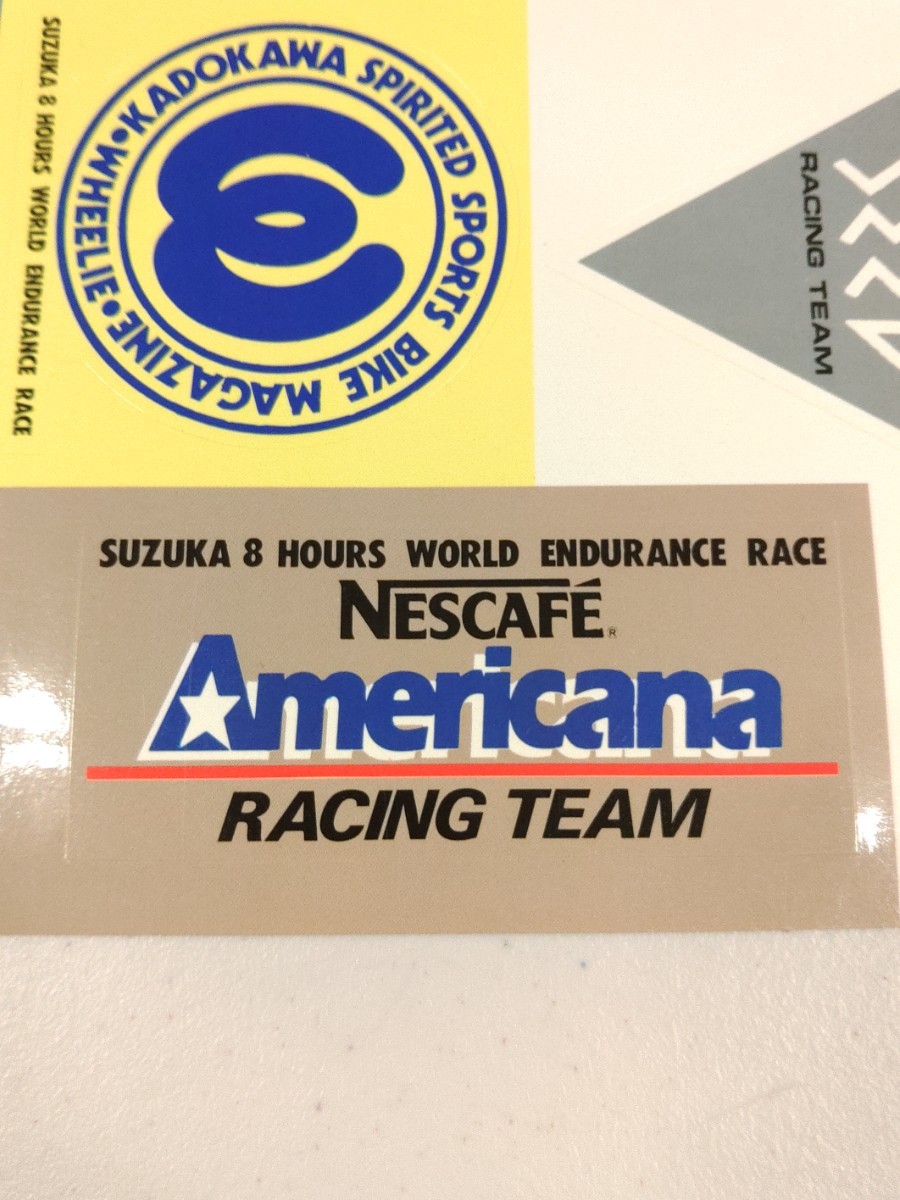 SUZUKA 8 HOURS WORLD ENDURANCE RACE
KADOKAWA SPIRITED SPORTS BIKE MAGAZINE•WHEELIE•
RACING TEAM
SUZUKA 8 HOURS WORLD ENDURANCE RACE
NESCAFÉ®
Americana
RACING TEAM